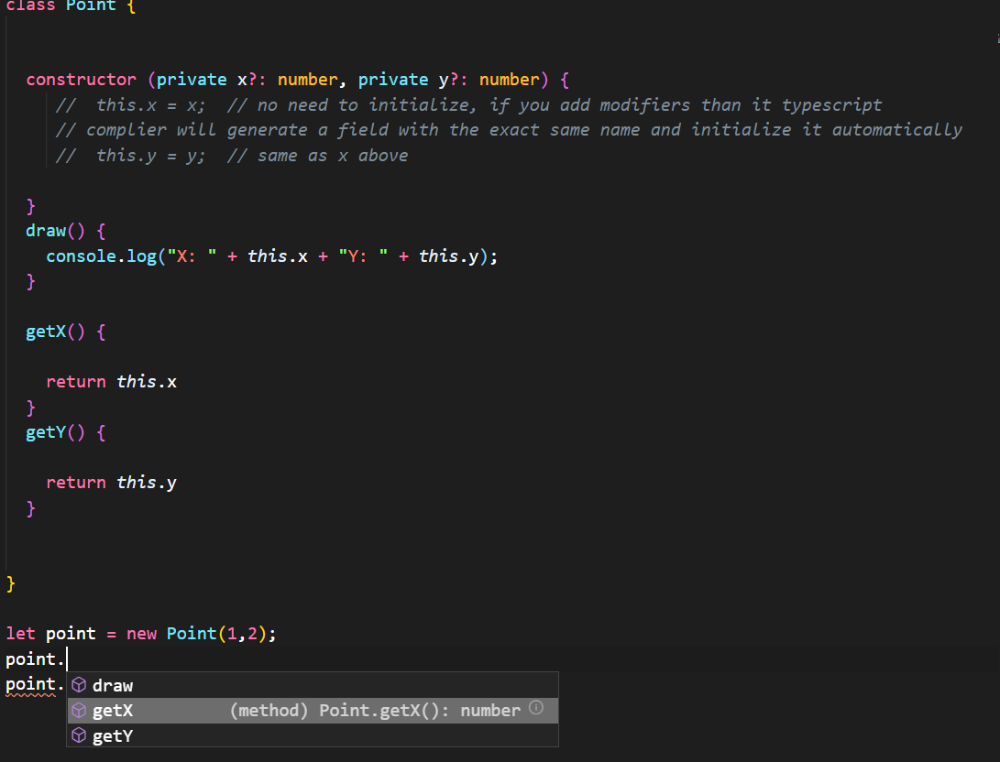 class Point {
constructor (private x?: number, private y?: number) {
//  this.x = x;  // no need to initialize, if you add modifiers than it typescript
// complier will generate a field with the exact same name and initialize it automatically
//  this.y = y;  // same as x above
}
draw() {
console.log("X: " + this.x + "Y: " + this.y);
}
getX() {
return this.x
}
getY() {
return this.y
}
}
let point = new Point(1,2);
point.
point.
draw
getX (method) Point.getX(): number
getY